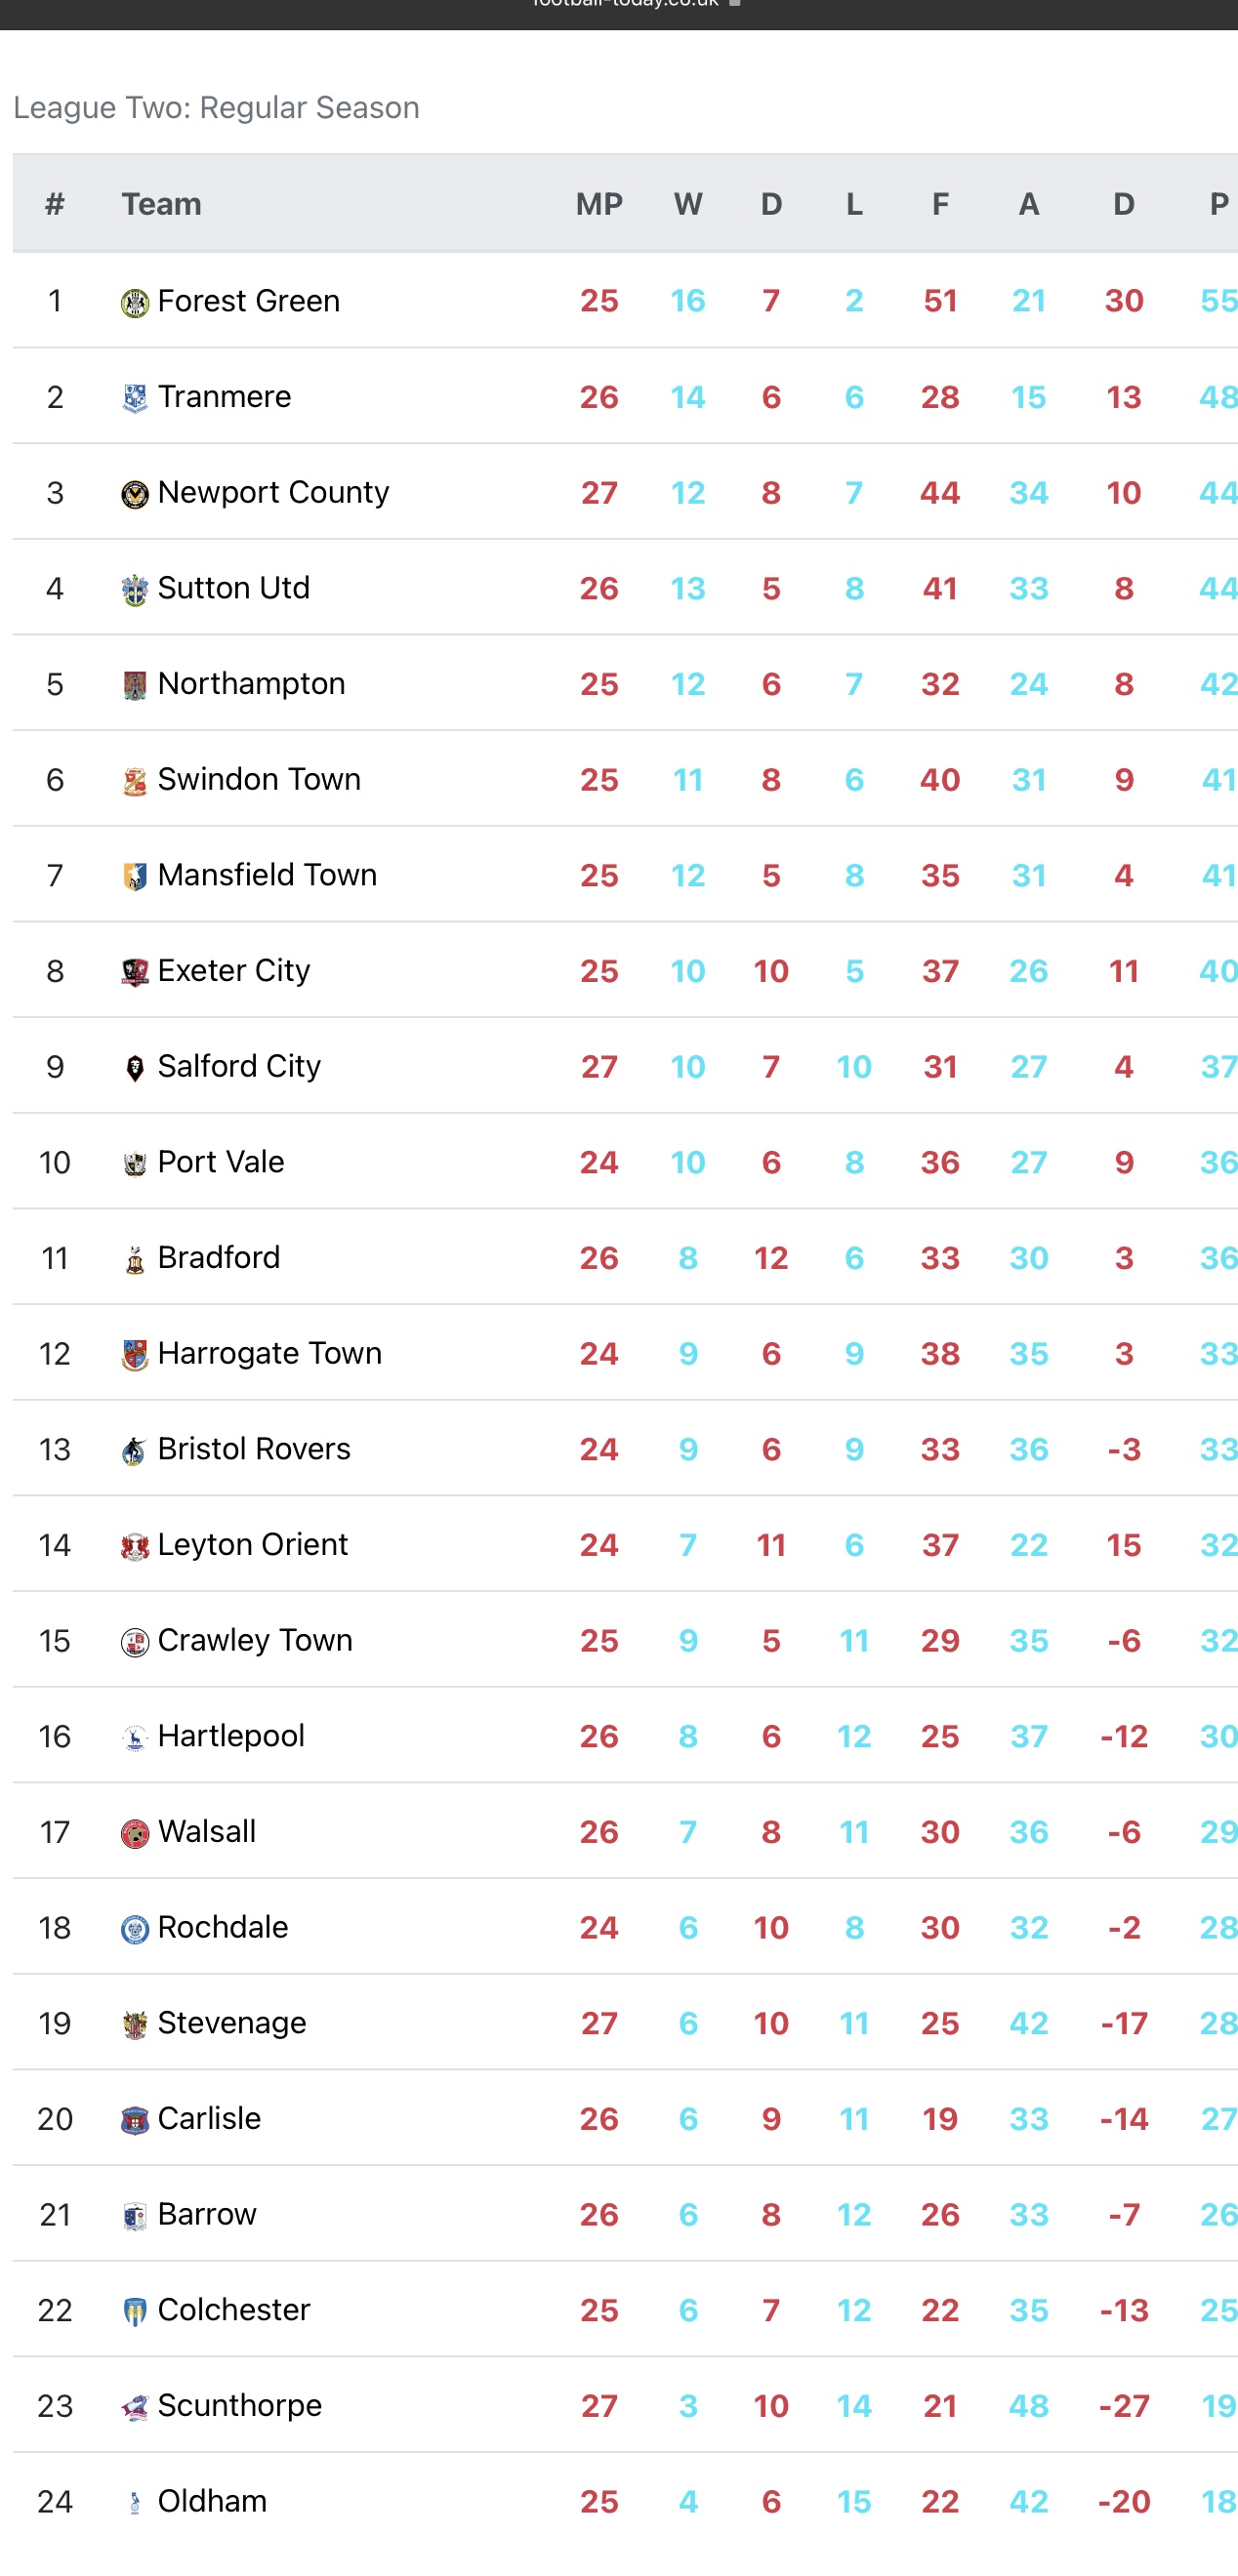 football-today.co.uk
League Two: Regular Season
# Team MP W D L F A D P
1 Forest Green 25 16 7 2 51 21 30 55
2 Tranmere 26 14 6 6 28 15 13 48
3 Newport County 27 12 8 7 44 34 10 44
4 Sutton Utd 26 13 5 8 41 33 8 44
5 Northampton 25 12 6 7 32 24 8 42
6 Swindon Town 25 11 8 6 40 31 9 41
7 Mansfield Town 25 12 5 8 35 31 4 41
8 Exeter City 25 10 10 5 37 26 11 40
9 Salford City 27 10 7 10 31 27 4 37
10 Port Vale 24 10 6 8 36 27 9 36
11 Bradford 26 8 12 6 33 30 3 36
12 Harrogate Town 24 9 6 9 38 35 3 33
13 Bristol Rovers 24 9 6 9 33 36 -3 33
14 Leyton Orient 24 7 11 6 37 22 15 32
15 Crawley Town 25 9 5 11 29 35 -6 32
16 Hartlepool 26 8 6 12 25 37 -12 30
17 Walsall 26 7 8 11 30 36 -6 29
18 Rochdale 24 6 10 8 30 32 -2 28
19 Stevenage 27 6 10 11 25 42 -17 28
20 Carlisle 26 6 9 11 19 33 -14 27
21 Barrow 26 6 8 12 26 33 -7 26
22 Colchester 25 6 7 12 22 35 -13 25
23 Scunthorpe 27 3 10 14 21 48 -27 19
24 Oldham 25 4 6 15 22 42 -20 18